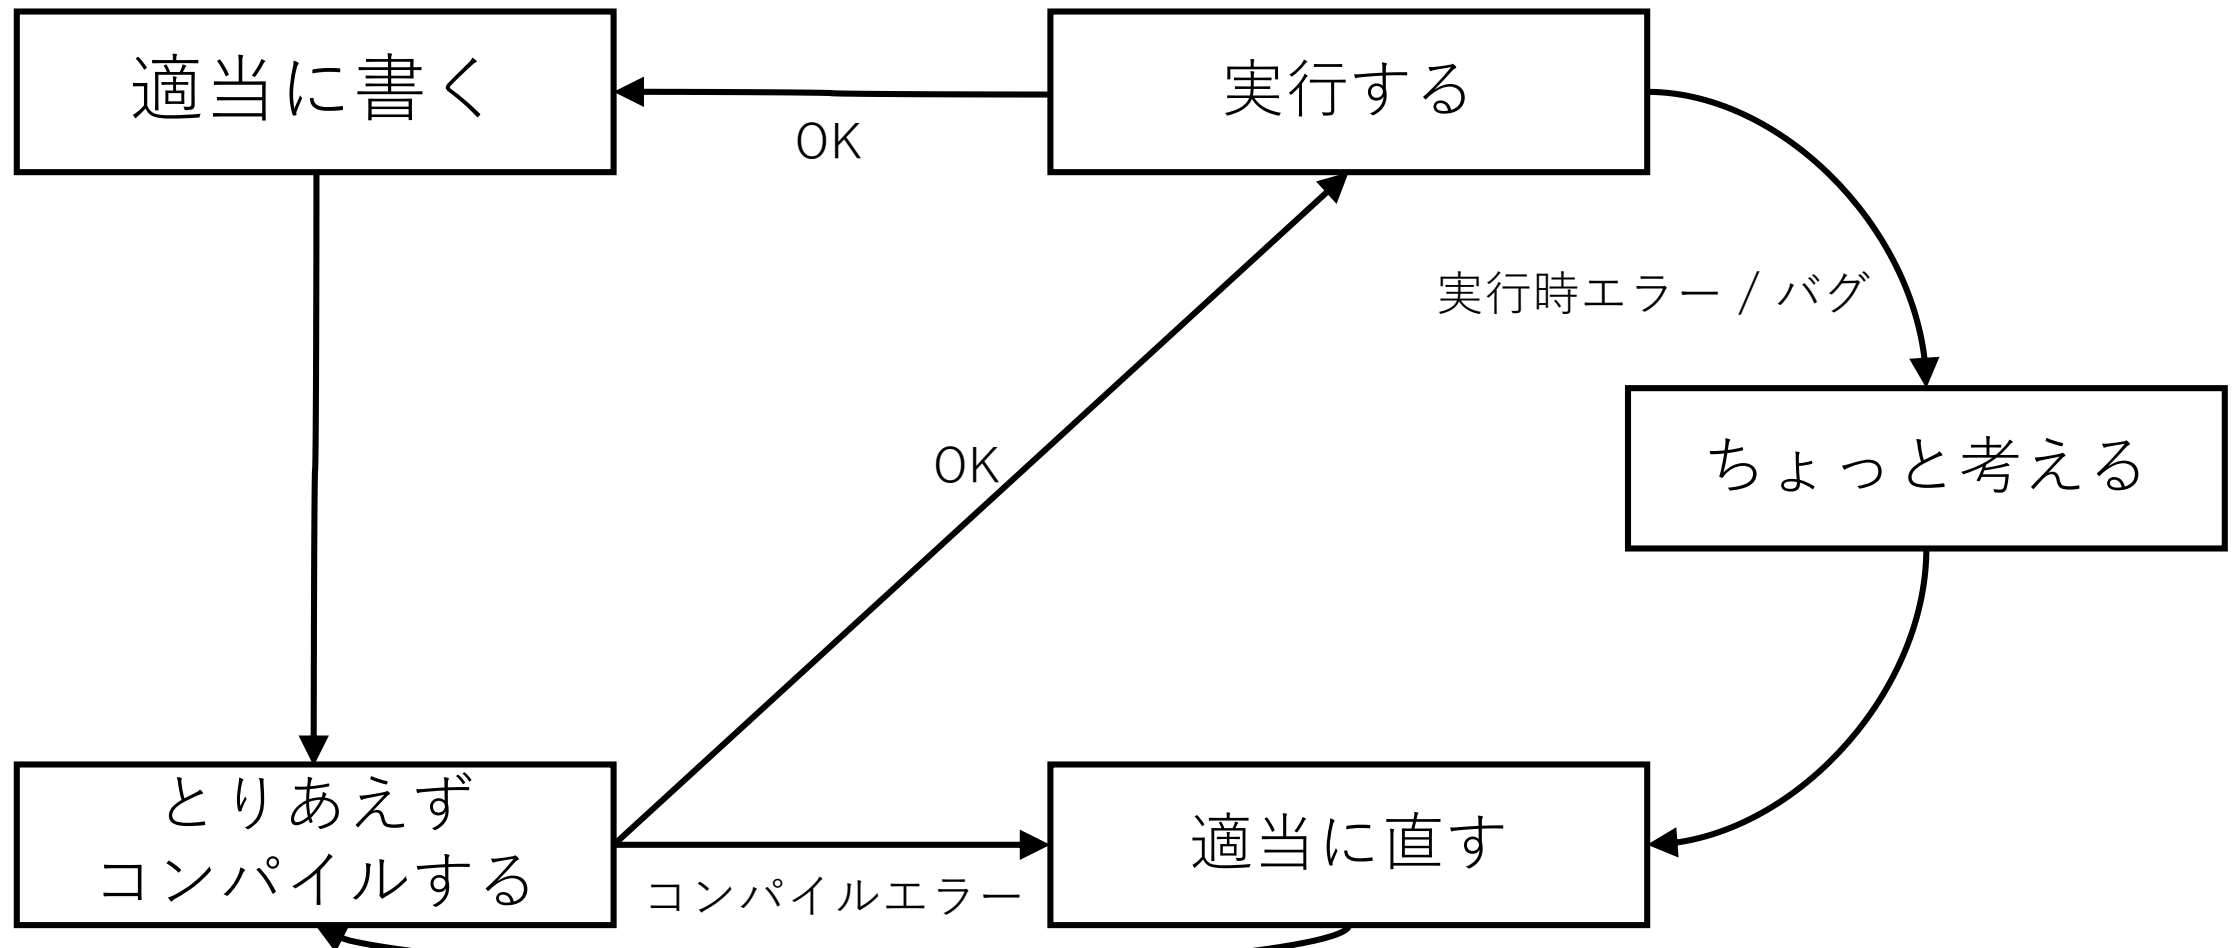 適当に書く
実行する
OK
実行時エラー / バグ
OK
ちょっと考える
とりあえず
コンパイルする
適当に直す
コンパイルエラー